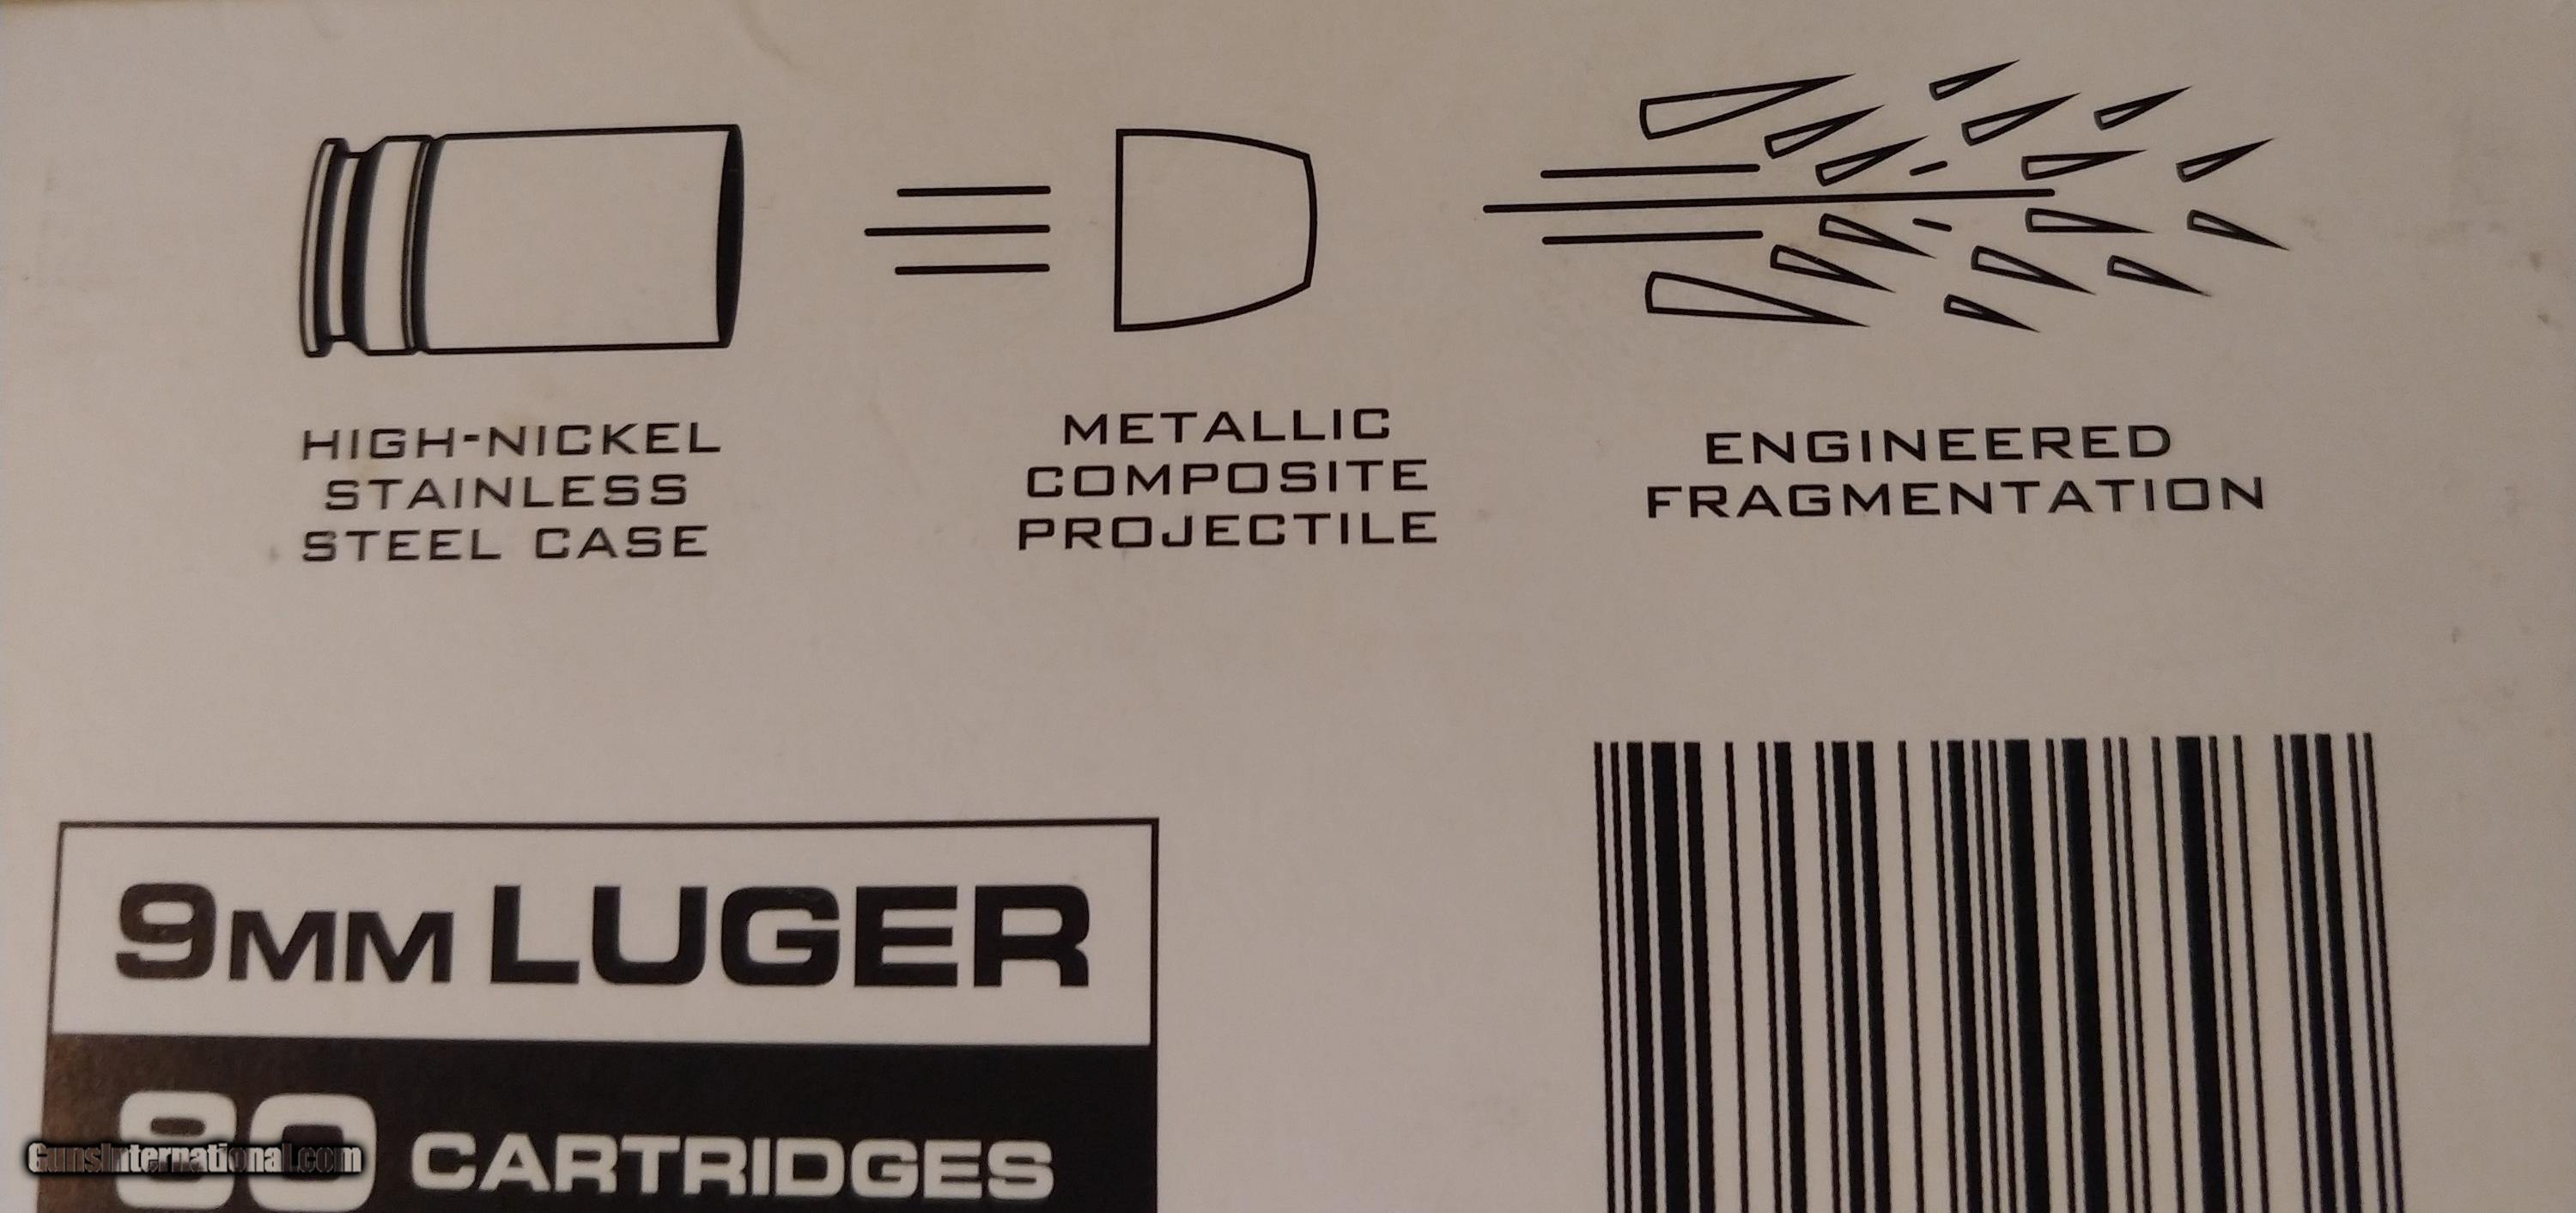 HIGH-NICKEL
STAINLESS
STEEL CASE
METALLIC
COMPOSITE
PROJECTILE
ENGINEERED
FRAGMENTATION
9MM LUGER
CARTRIDGES
GunsInternational.com